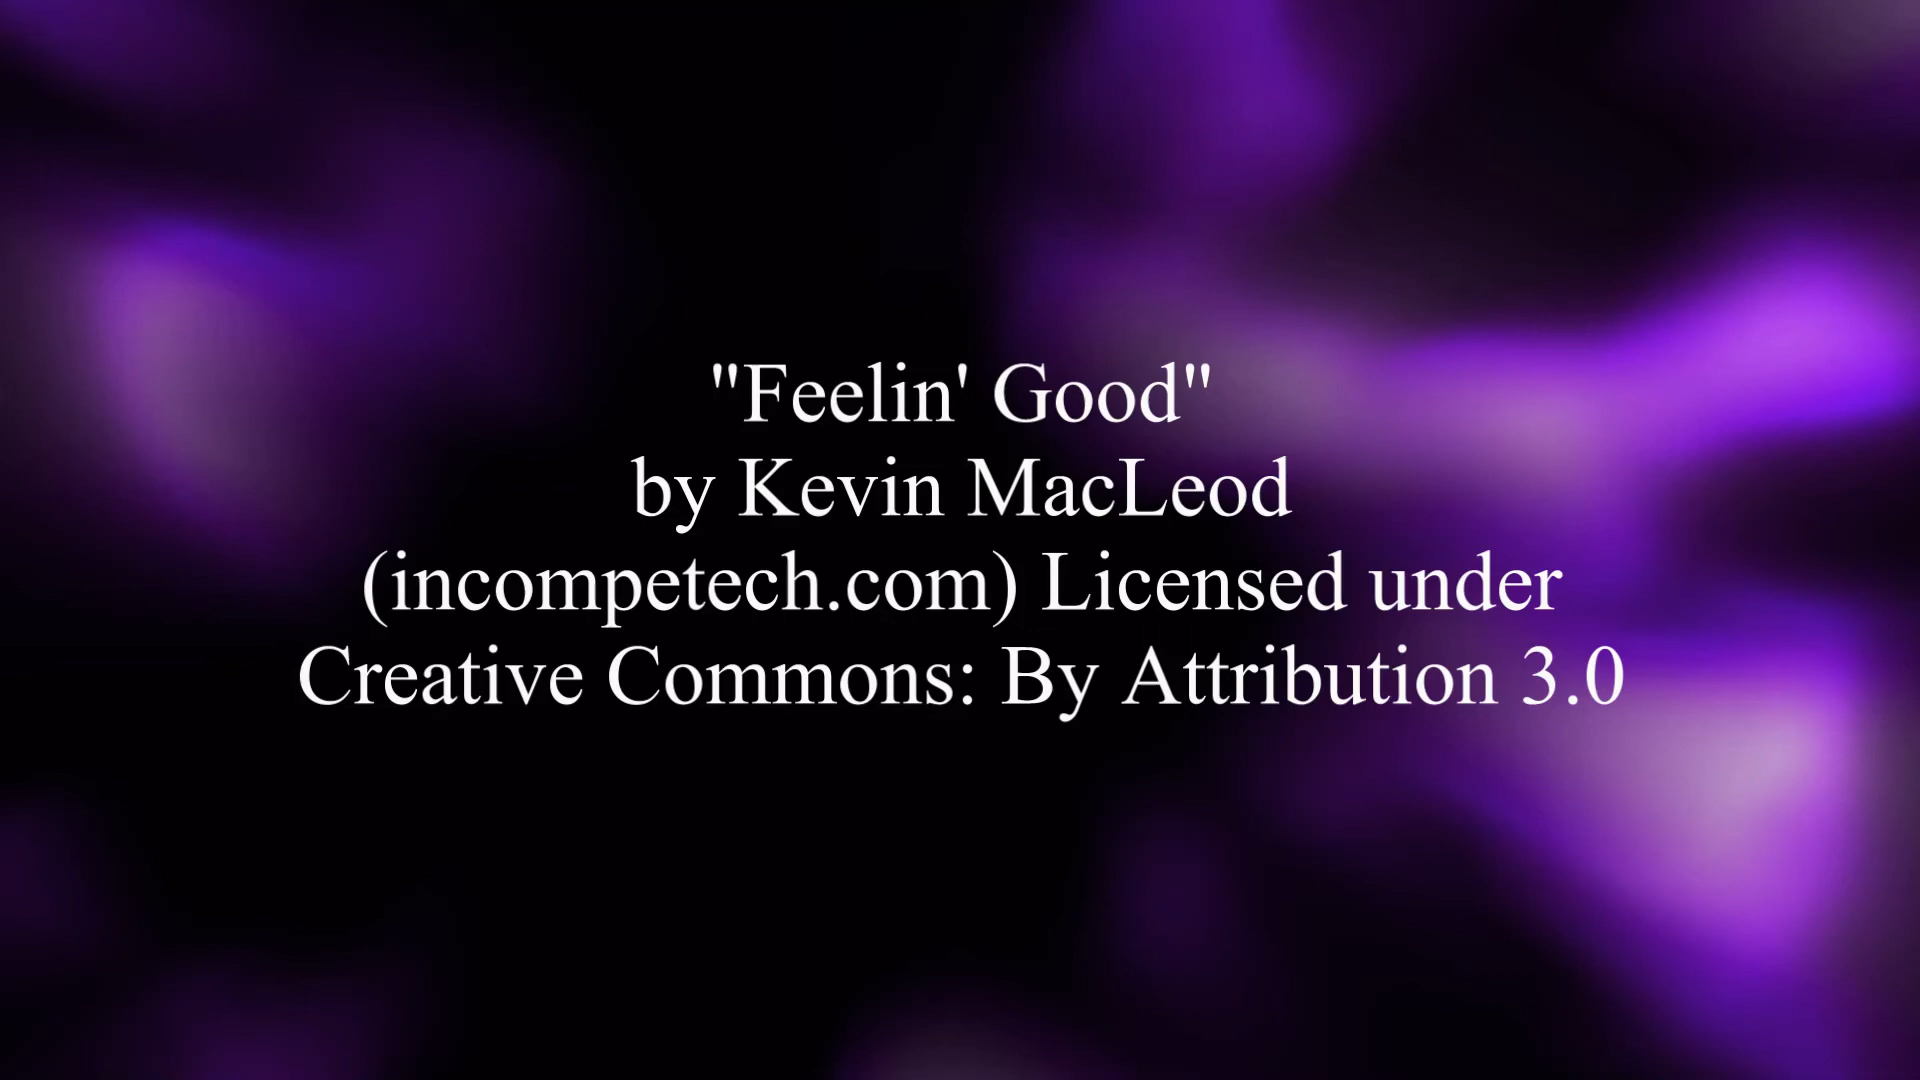 "Feelin' Good"
by Kevin MacLeod
(incompetech.com) Licensed under
Creative Commons: By Attribution 3.0